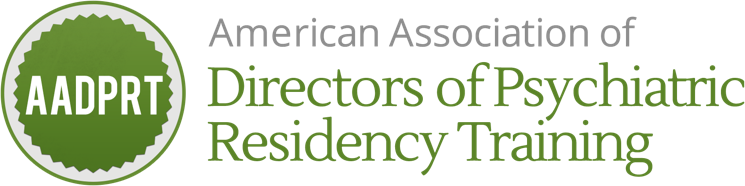 AADPRT
American Association of
Directors of Psychiatric
Residency Training